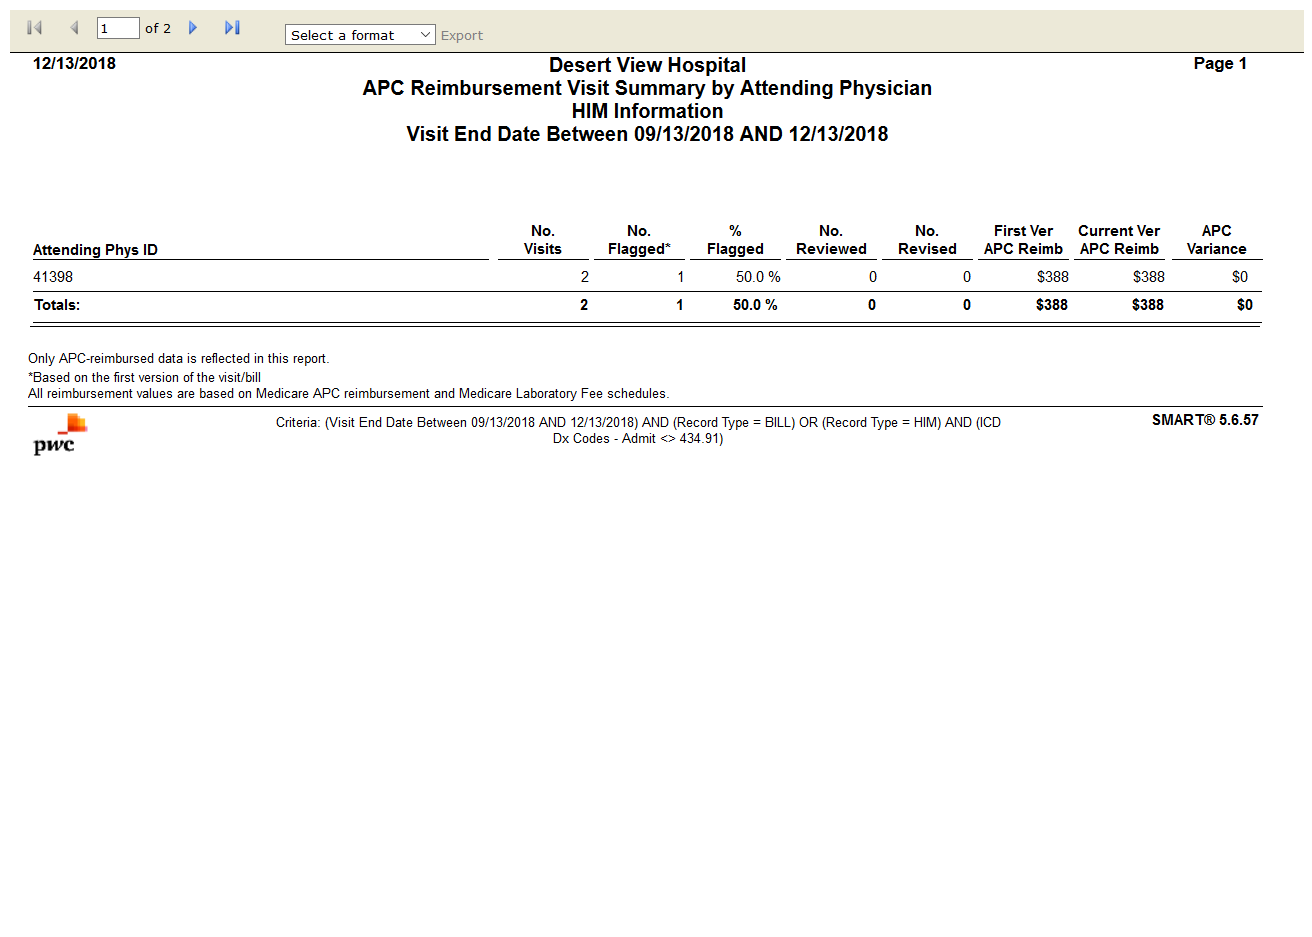 1 of 2 Select a format Export
12/13/2018 Desert View Hospital Page 1
APC Reimbursement Visit Summary by Attending Physician
HIM Information
Visit End Date Between 09/13/2018 AND 12/13/2018
No. No. % No. No. First Ver Current Ver APC
Attending Phys ID Visits Flagged* Flagged Reviewed Revised APC Reimb APC Reimb Variance
41398 2 1 50.0 % 0 0 $388 $388 $0
Totals: 2 1 50.0 % 0 0 $388 $388 $0
Only APC-reimbursed data is reflected in this report.
*Based on the first version of the visit/bill
All reimbursement values are based on Medicare APC reimbursement and Medicare Laboratory Fee schedules.
Criteria: (Visit End Date Between 09/13/2018 AND 12/13/2018) AND (Record Type = BILL) OR (Record Type = HIM) AND (ICD SMART® 5.6.57
Dx Codes - Admit <> 434.91)
pwc